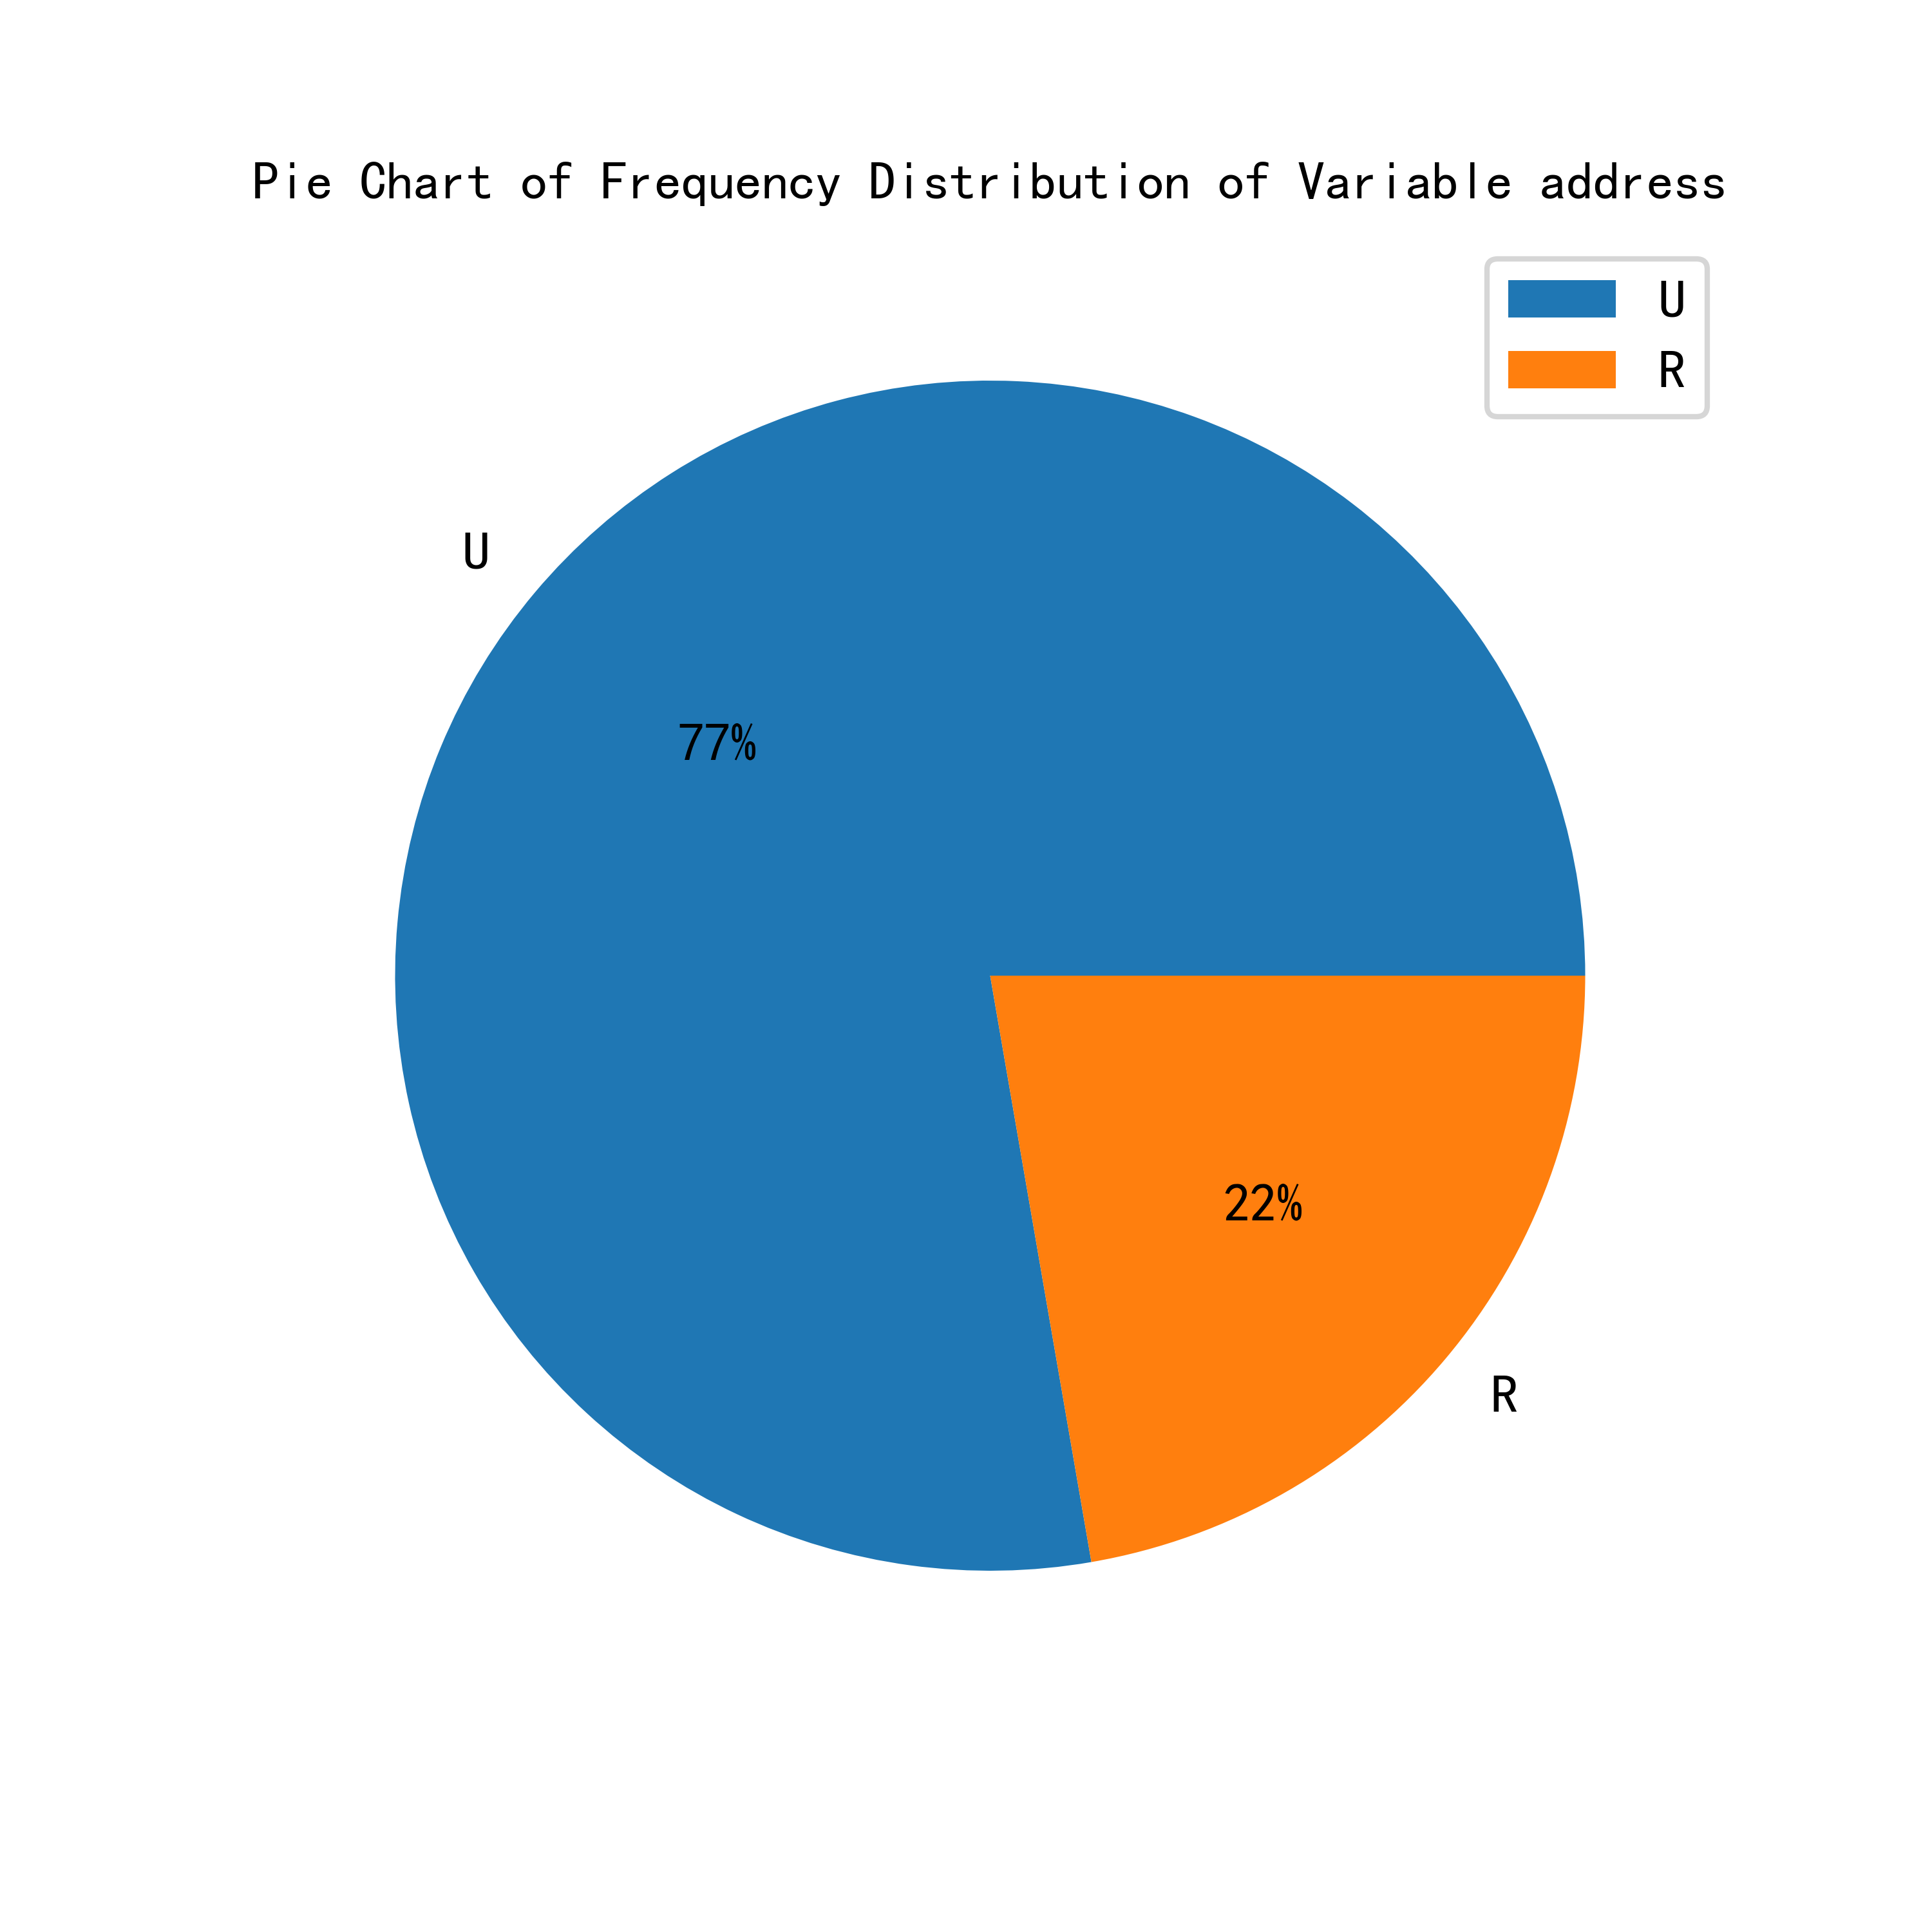 Pie Chart of Frequency Distribution of Variable address
U
R
U
77%
22%
R